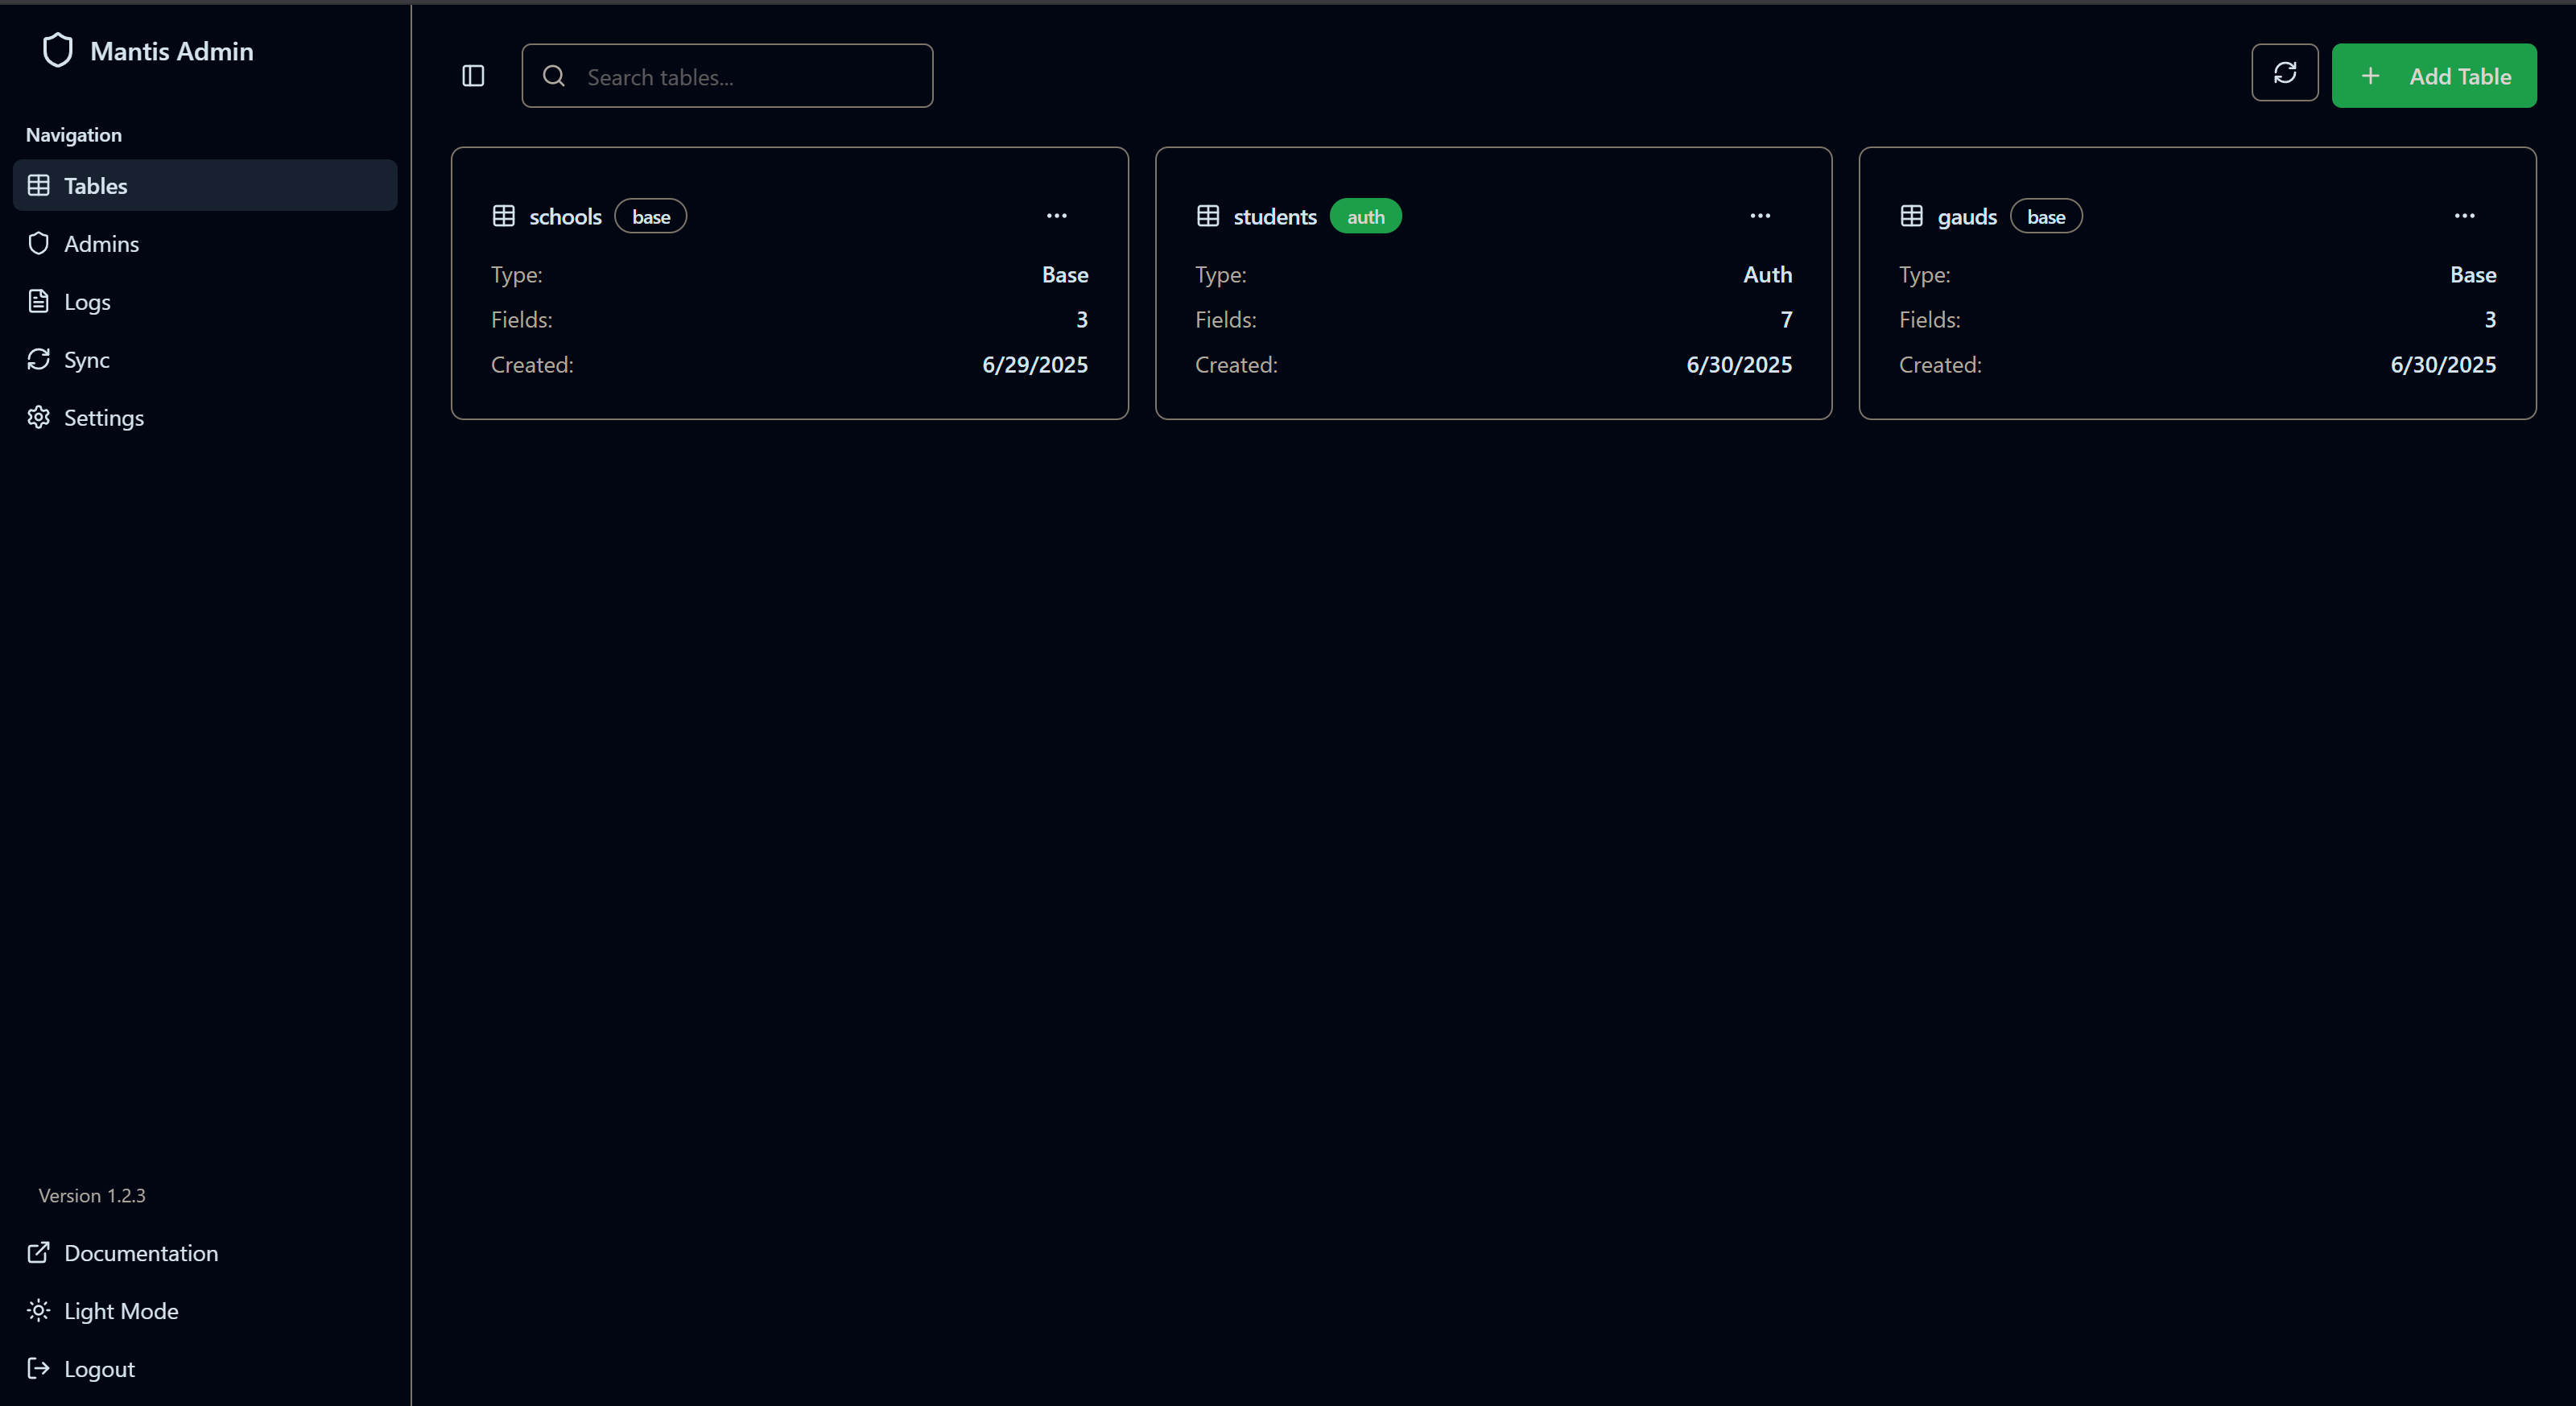 Mantis Admin
Navigation
Tables
Admins
Logs
Sync
Settings
Version 1.2.3
Documentation
Light Mode
Logout
Search tables...
Add Table
schools base
Type: Base
Fields: 3
Created: 6/29/2025
students auth
Type: Auth
Fields: 7
Created: 6/30/2025
gauds base
Type: Base
Fields: 3
Created: 6/30/2025